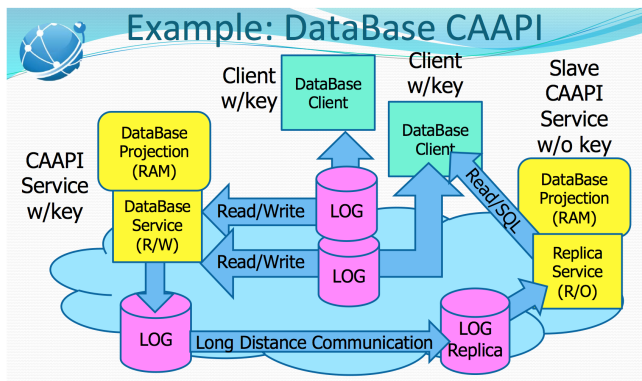 Example: DataBase CAAPI
Client
w/key
DataBase
Client
Client
w/key
DataBase
Client
Slave
CAAPI
Service
w/o key
CAAPI
Service
w/key
DataBase
Projection
(RAM)
DataBase
Service
(R/W)
Read/Write
LOG
Read/Write
LOG
Read/SQL
DataBase
Projection
(RAM)
Replica
Service
(R/O)
LOG
Long Distance Communication
LOG
Replica